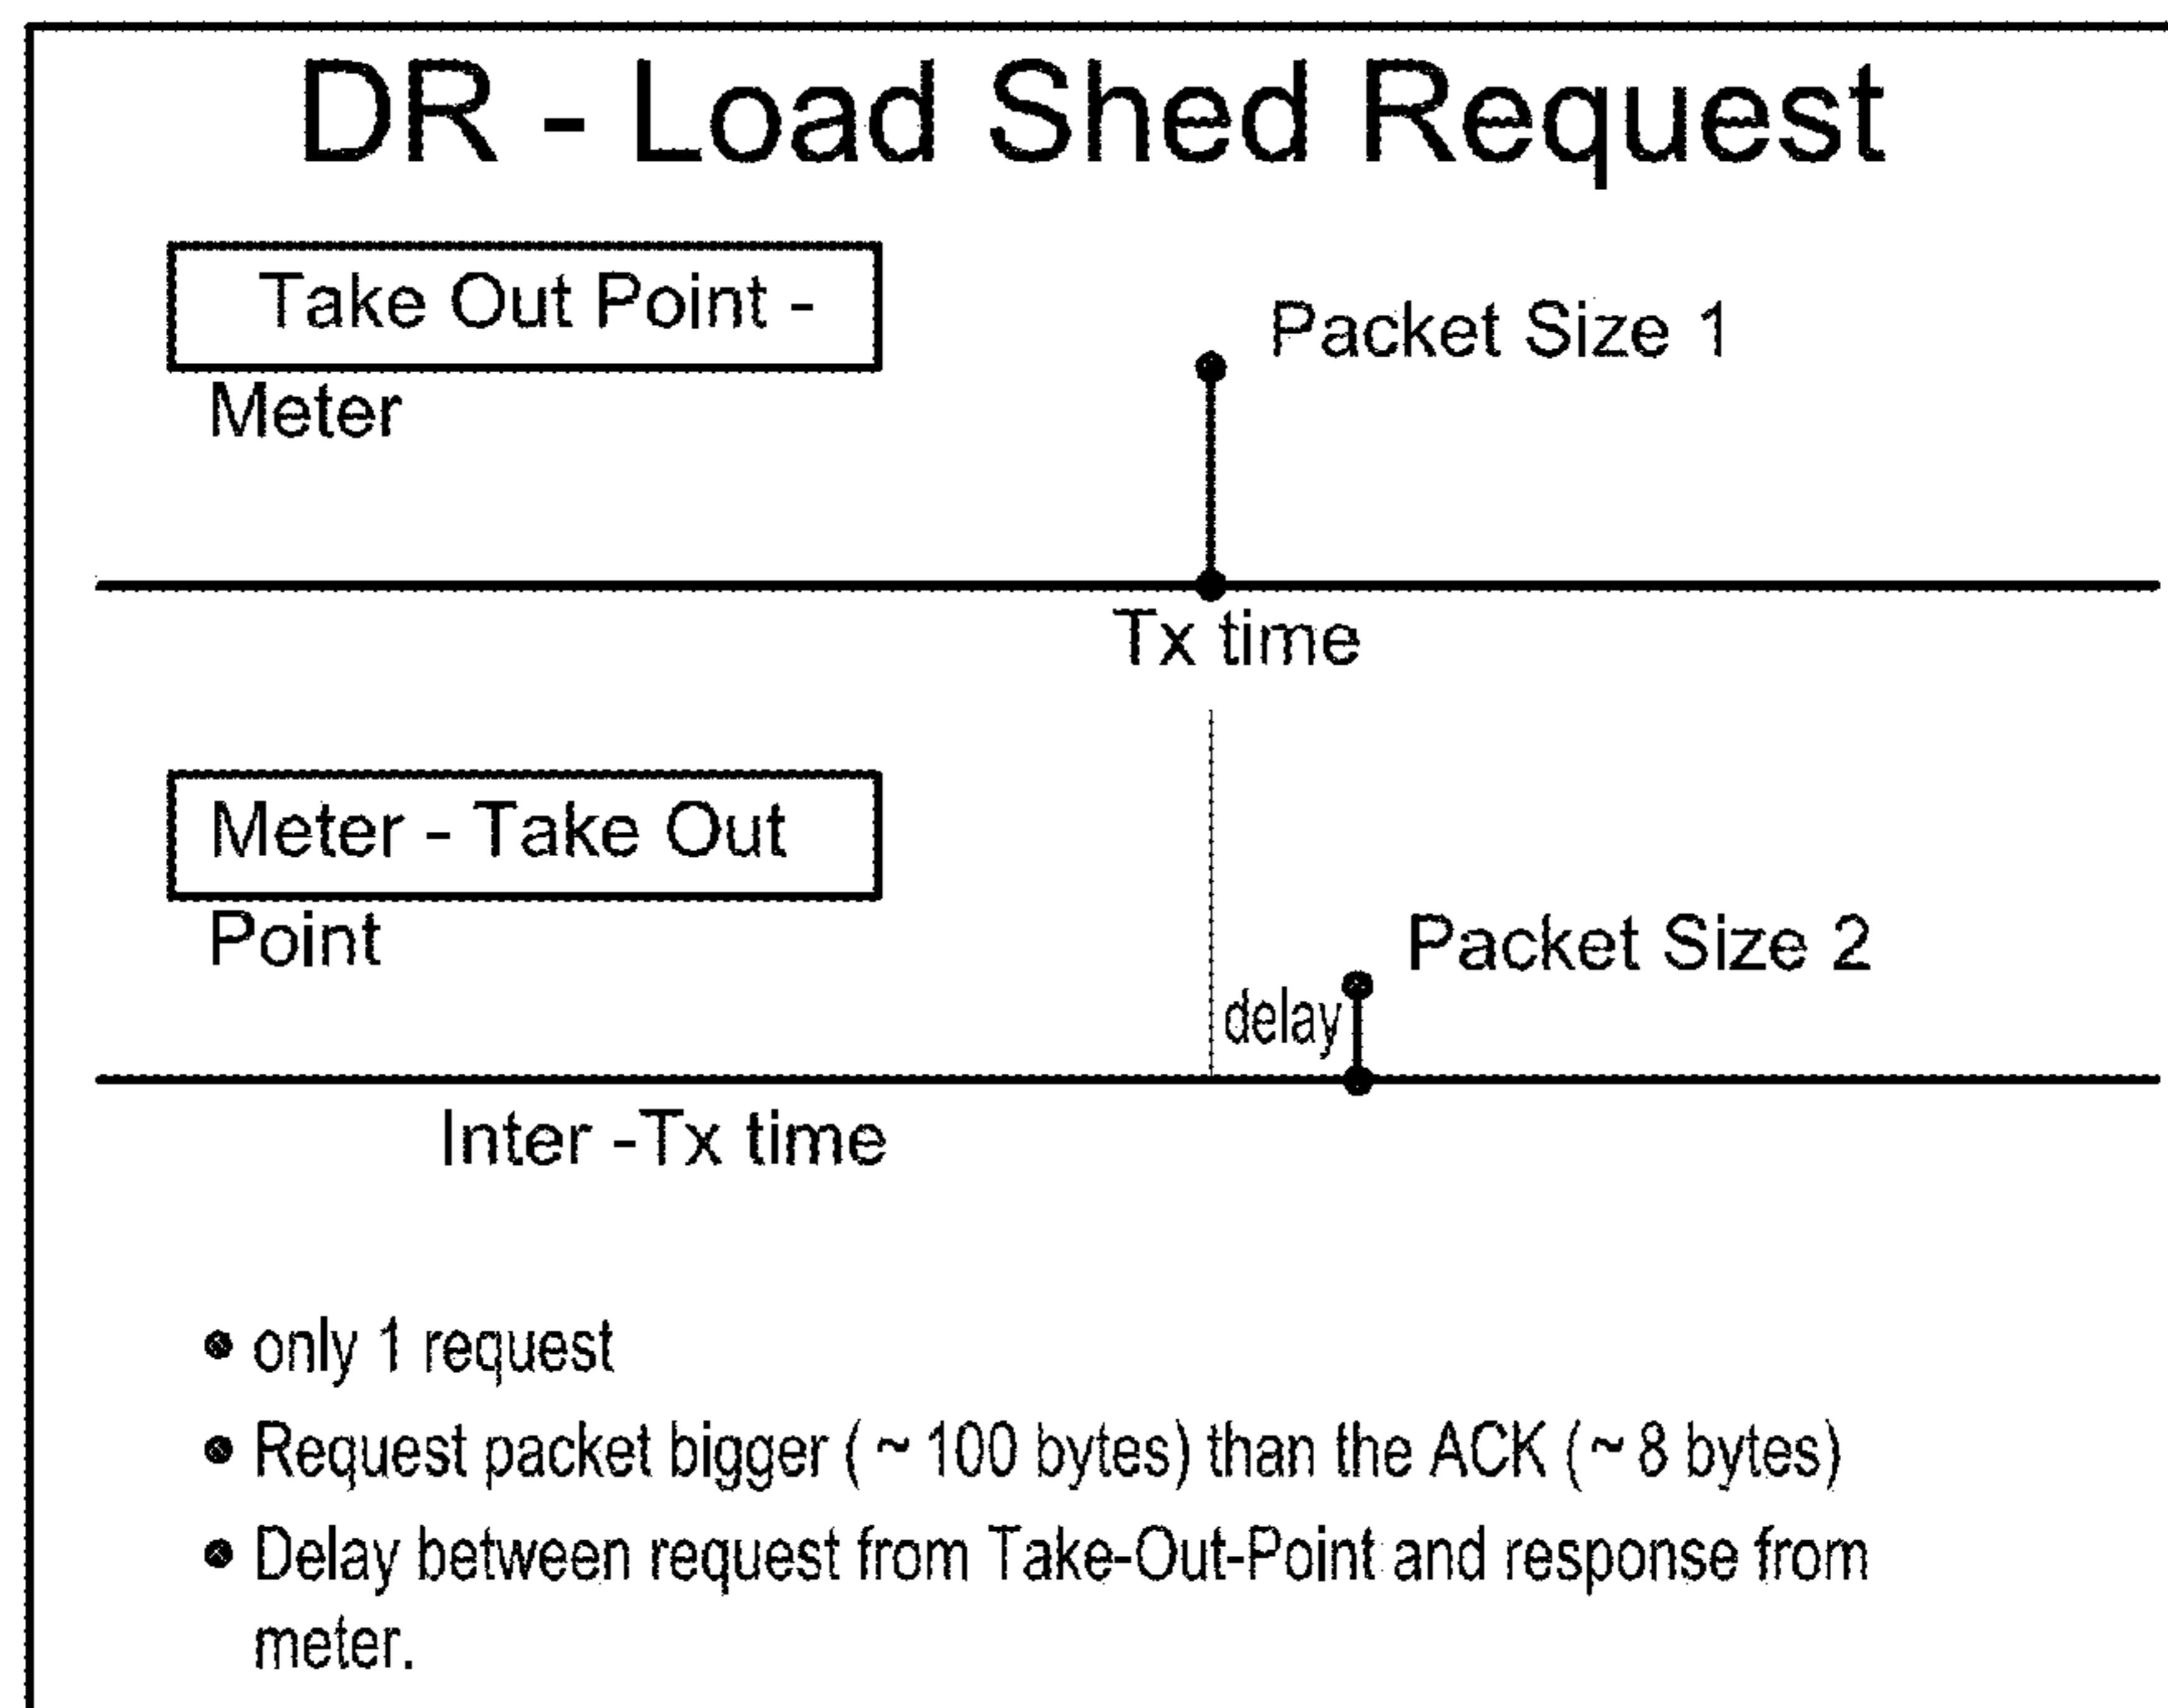 DR - Load Shed Request
Take Out Point -
Meter
Packet Size 1
Tx time
Meter - Take Out
Point
Packet Size 2
delay
Inter -Tx time
• only 1 request
• Request packet bigger ( ~ 100 bytes) than the ACK (~ 8 bytes)
• Delay between request from Take-Out-Point and response from
meter.